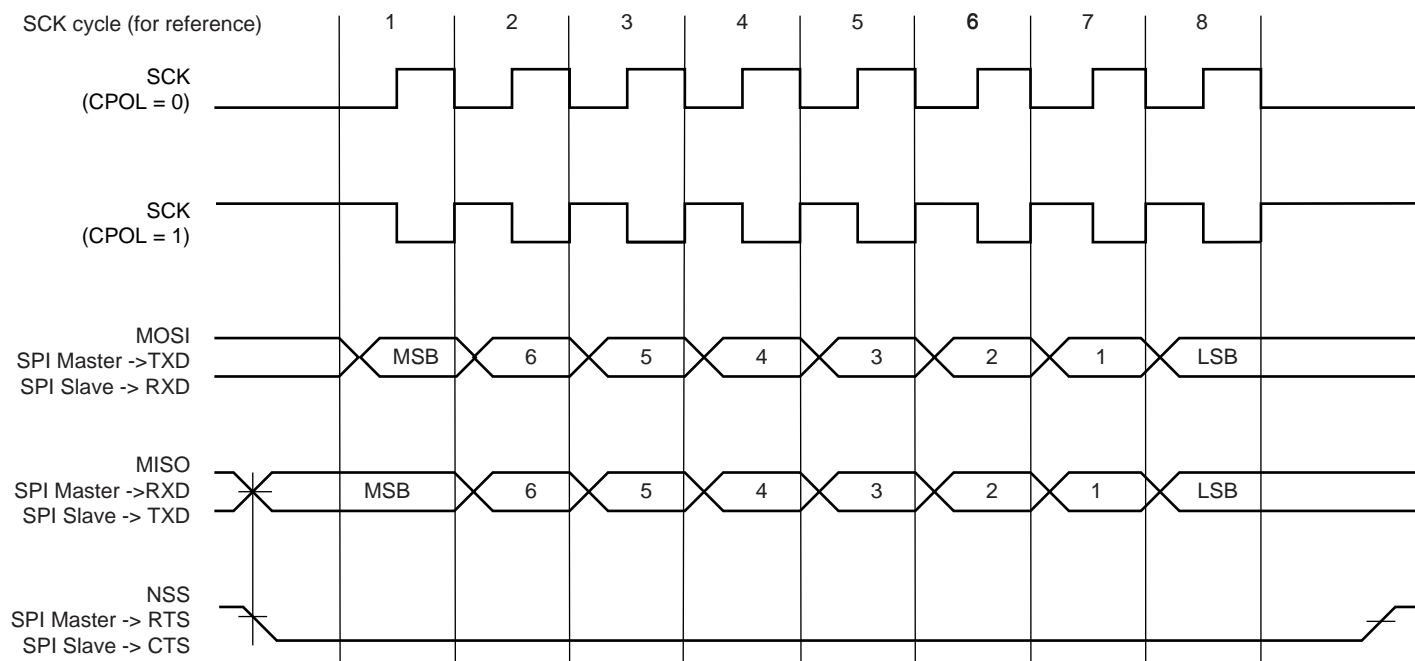 SCK cycle (for reference) 1 2 3 4 5 6 7 8
SCK
(CPOL = 0)
SCK
(CPOL = 1)
MOSI
SPI Master ->TXD
SPI Slave -> RXD
MSB 6 5 4 3 2 1 LSB
MISO
SPI Master ->RXD
SPI Slave -> TXD
MSB 6 5 4 3 2 1 LSB
NSS
SPI Master -> RTS
SPI Slave -> CTS